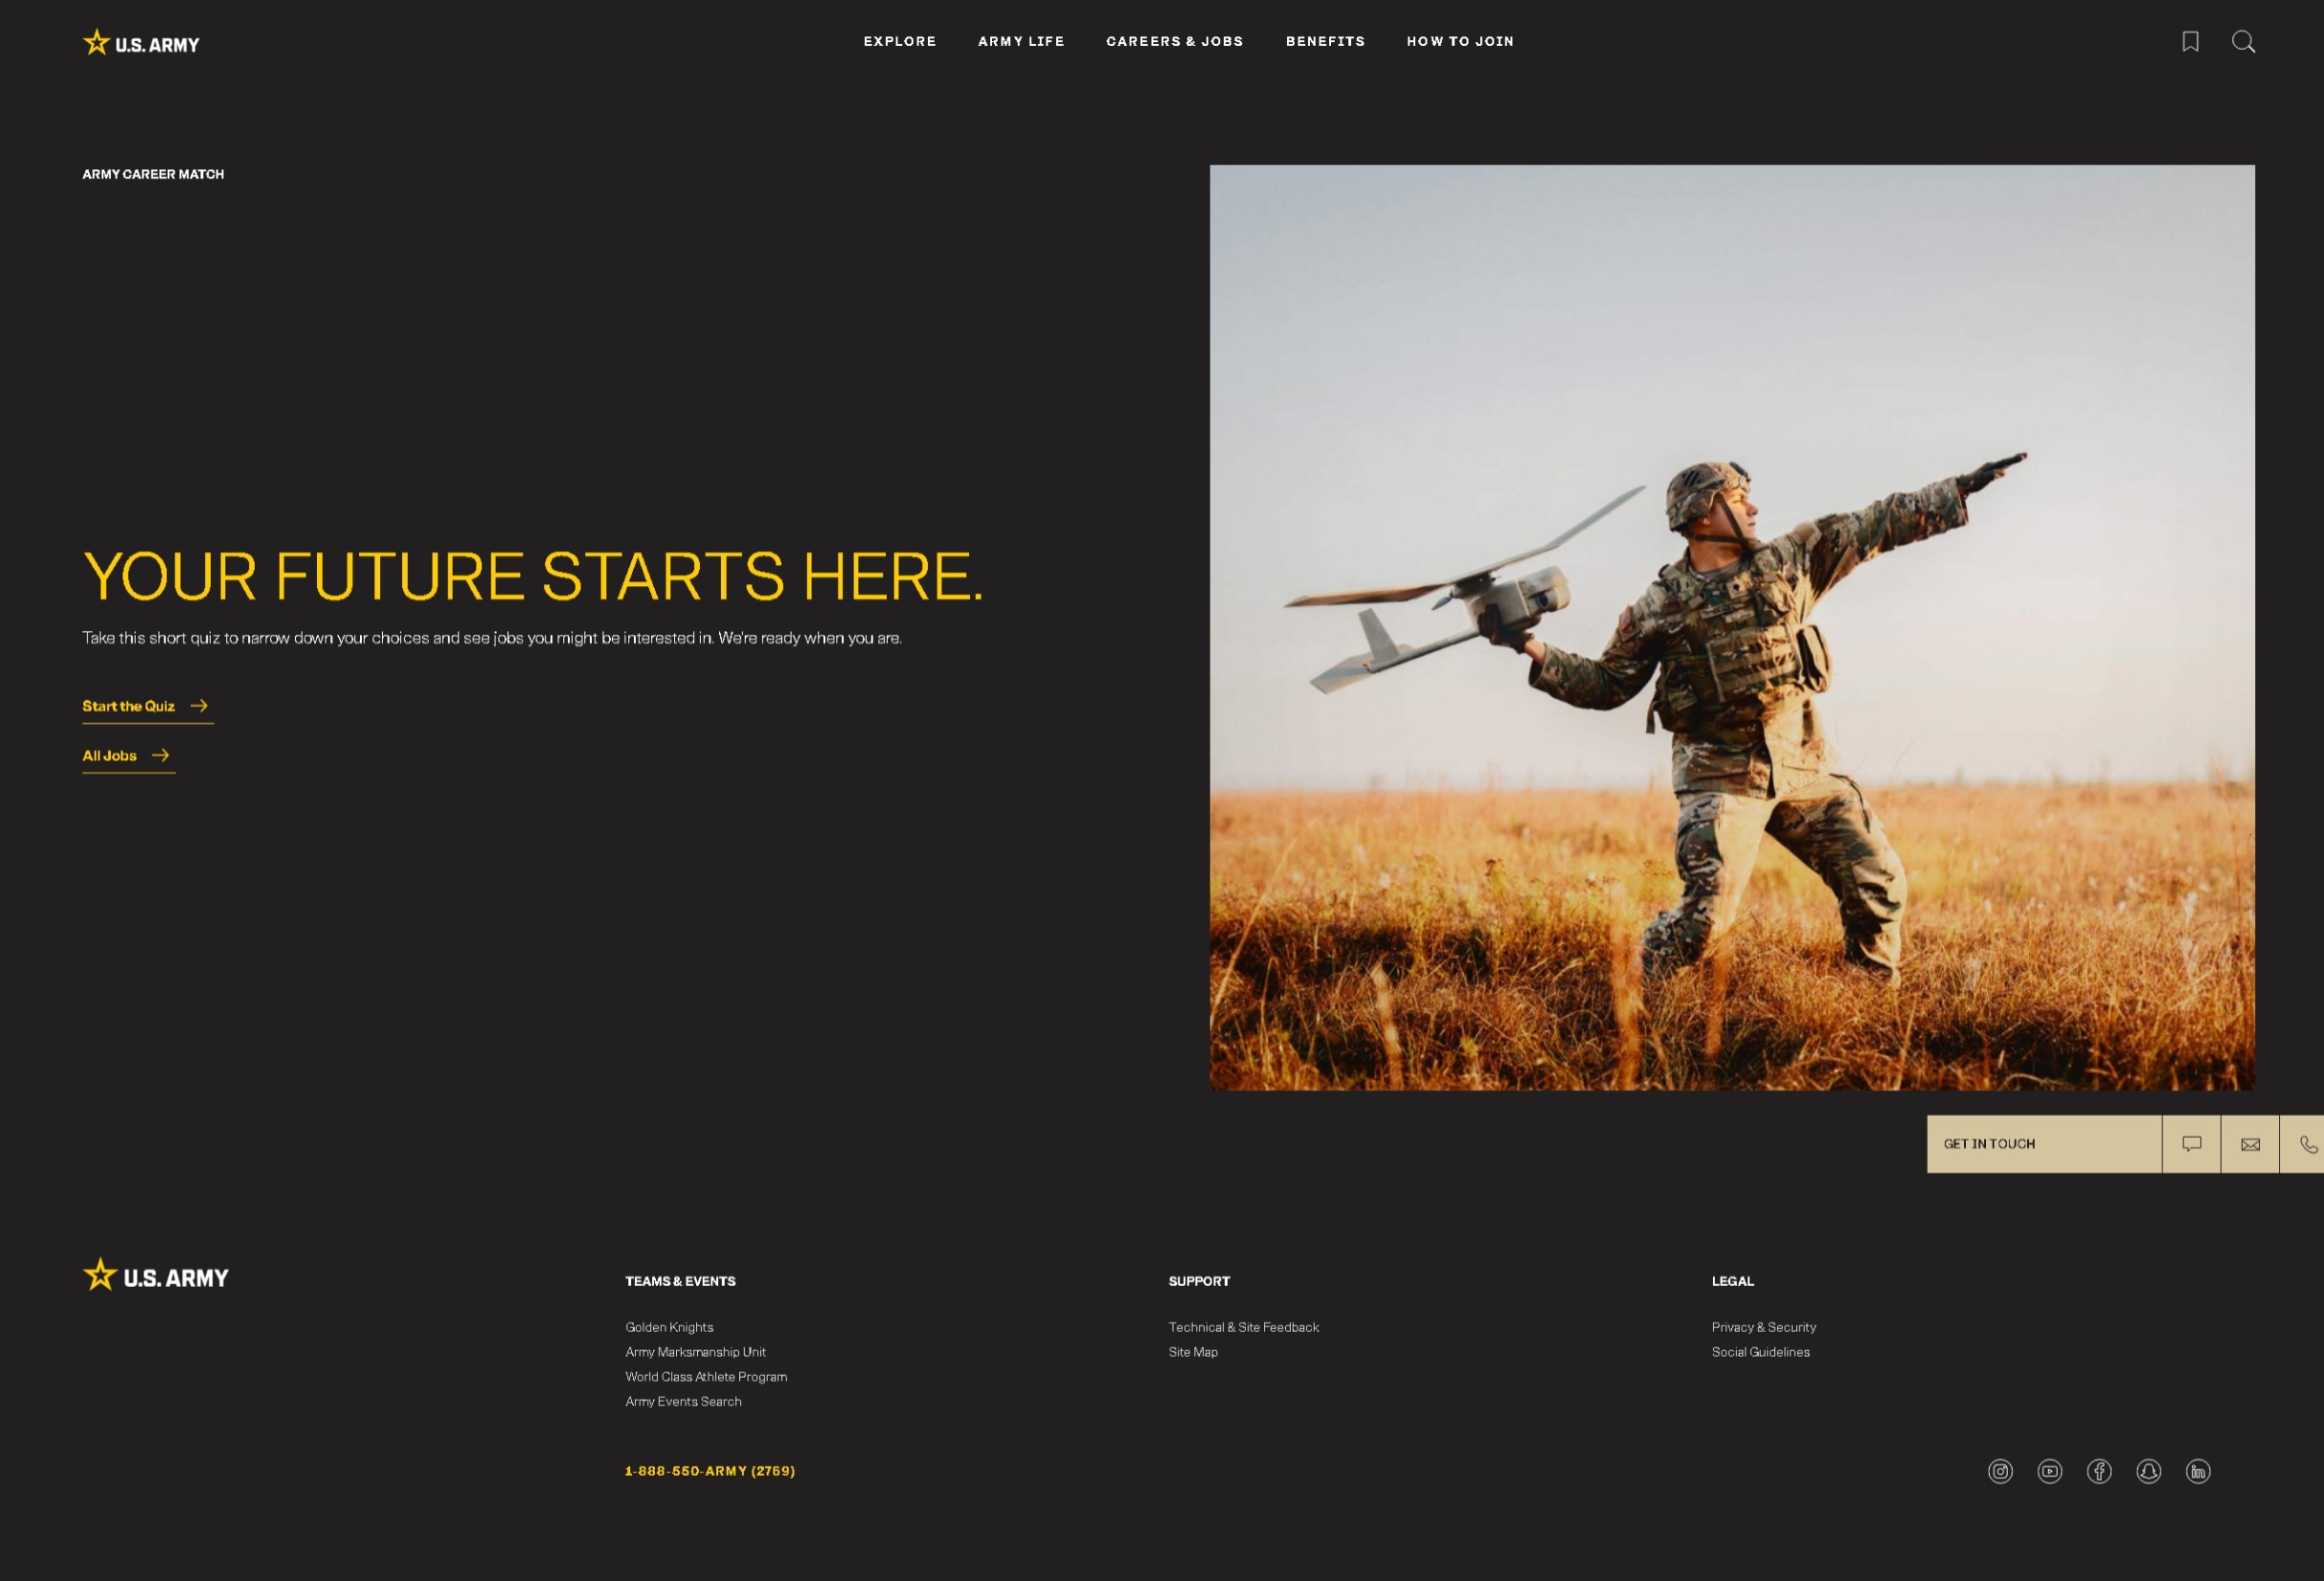 U.S. ARMY
EXPLORE
ARMY LIFE
CAREERS & JOBS
BENEFITS
HOW TO JOIN
ARMY CAREER MATCH
YOUR FUTURE STARTS HERE.
Take this short quiz to narrow down your choices and see jobs you might be interested in. We're ready when you are.
Start the Quiz
All Jobs
GET IN TOUCH
U.S. ARMY
TEAMS & EVENTS
Golden Knights
Army Marksmanship Unit
World Class Athlete Program
Army Events Search
1-888-550-ARMY (2769)
SUPPORT
Technical & Site Feedback
Site Map
LEGAL
Privacy & Security
Social Guidelines
in